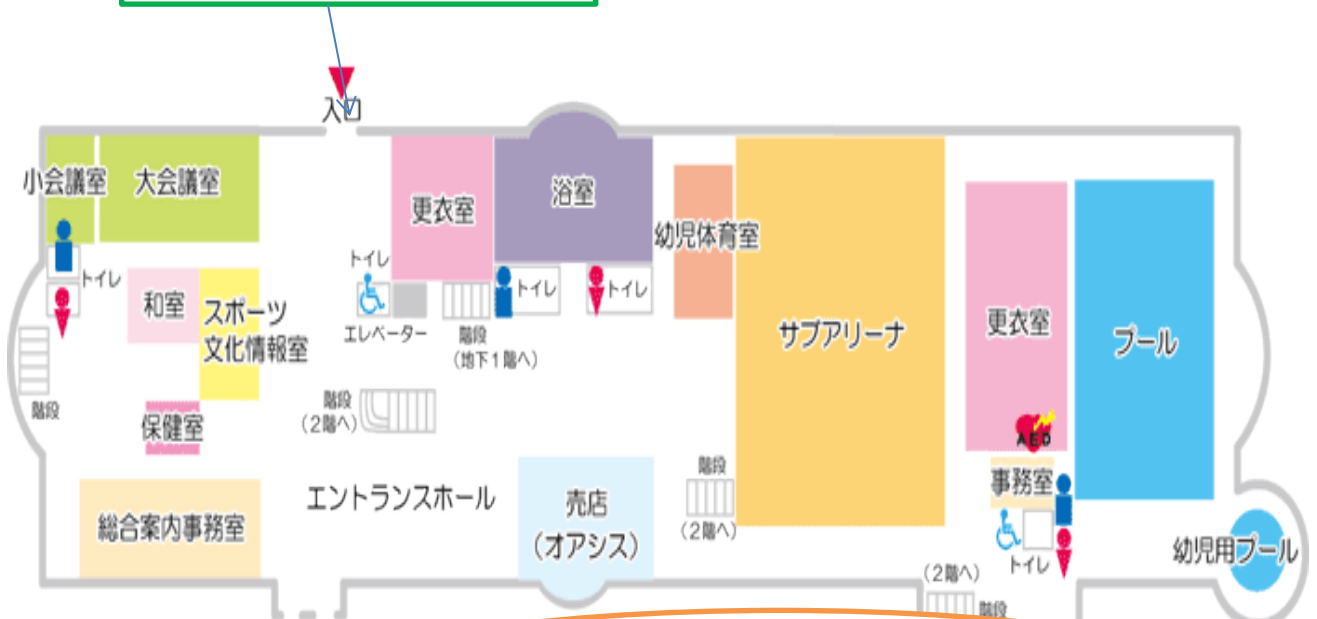 入口
小会議室
大会議室
更衣室
浴室
幼児体育室
トイレ
トイレ
トイレ
トイレ
和室
スポーツ
文化情報室
エレベーター
階段
(地下1階へ)
サブアリーナ
更衣室
プール
階段
保健室
階段
(2階へ)
AED
総合案内事務室
エントランスホール
売店
(オアシス)
階段
(2階へ)
事務室
トイレ
幼児用プール
(2階へ)
階段